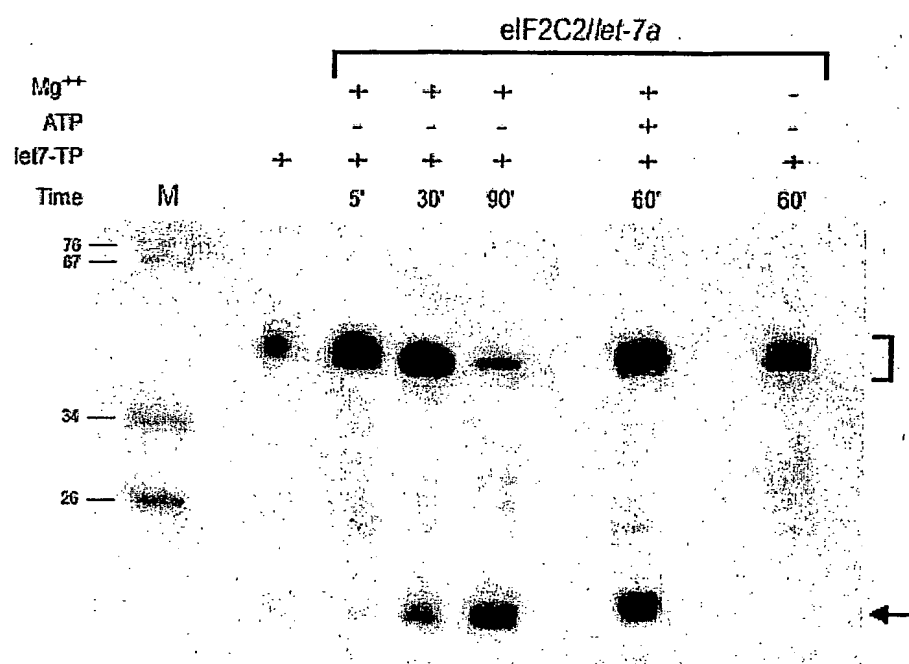 eIF2C2/let-7a
Mg++ + + + + -
ATP - - - + -
let7-TP + + + + + +
Time M 5' 30' 90' 60' 60'
76
67
34
26